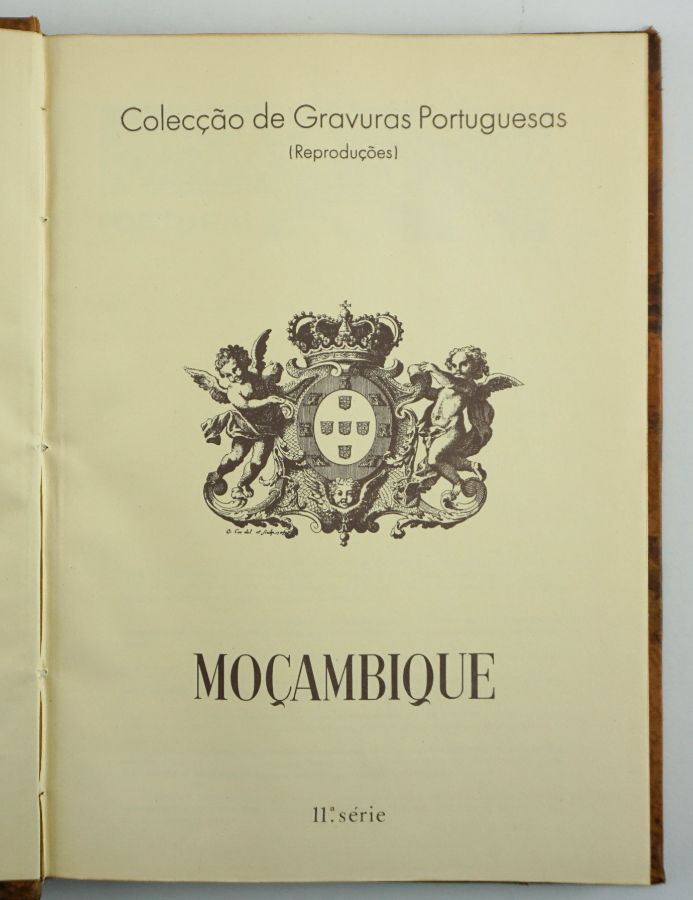 Colecção de Gravuras Portuguesas
(Reproduções)
MOÇAMBIQUE
11.ª série